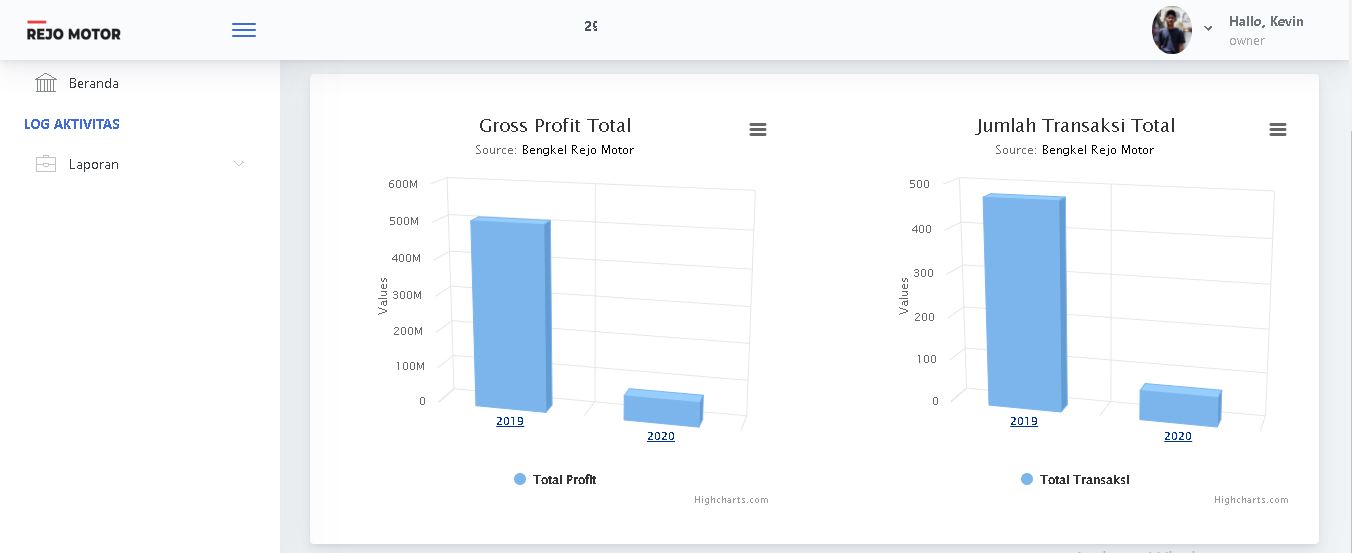 REJO MOTOR
Hallo, Kevin
owner
Beranda
LOG AKTIVITAS
Laporan
Gross Profit Total
Source: Bengkel Rejo Motor
600M
500M
400M
300M
200M
100M
0
Values
2019
2020
Total Profit
Highcharts.com
Jumlah Transaksi Total
Source: Bengkel Rejo Motor
500
400
300
200
100
0
Values
2019
2020
Total Transaksi
Highcharts.com